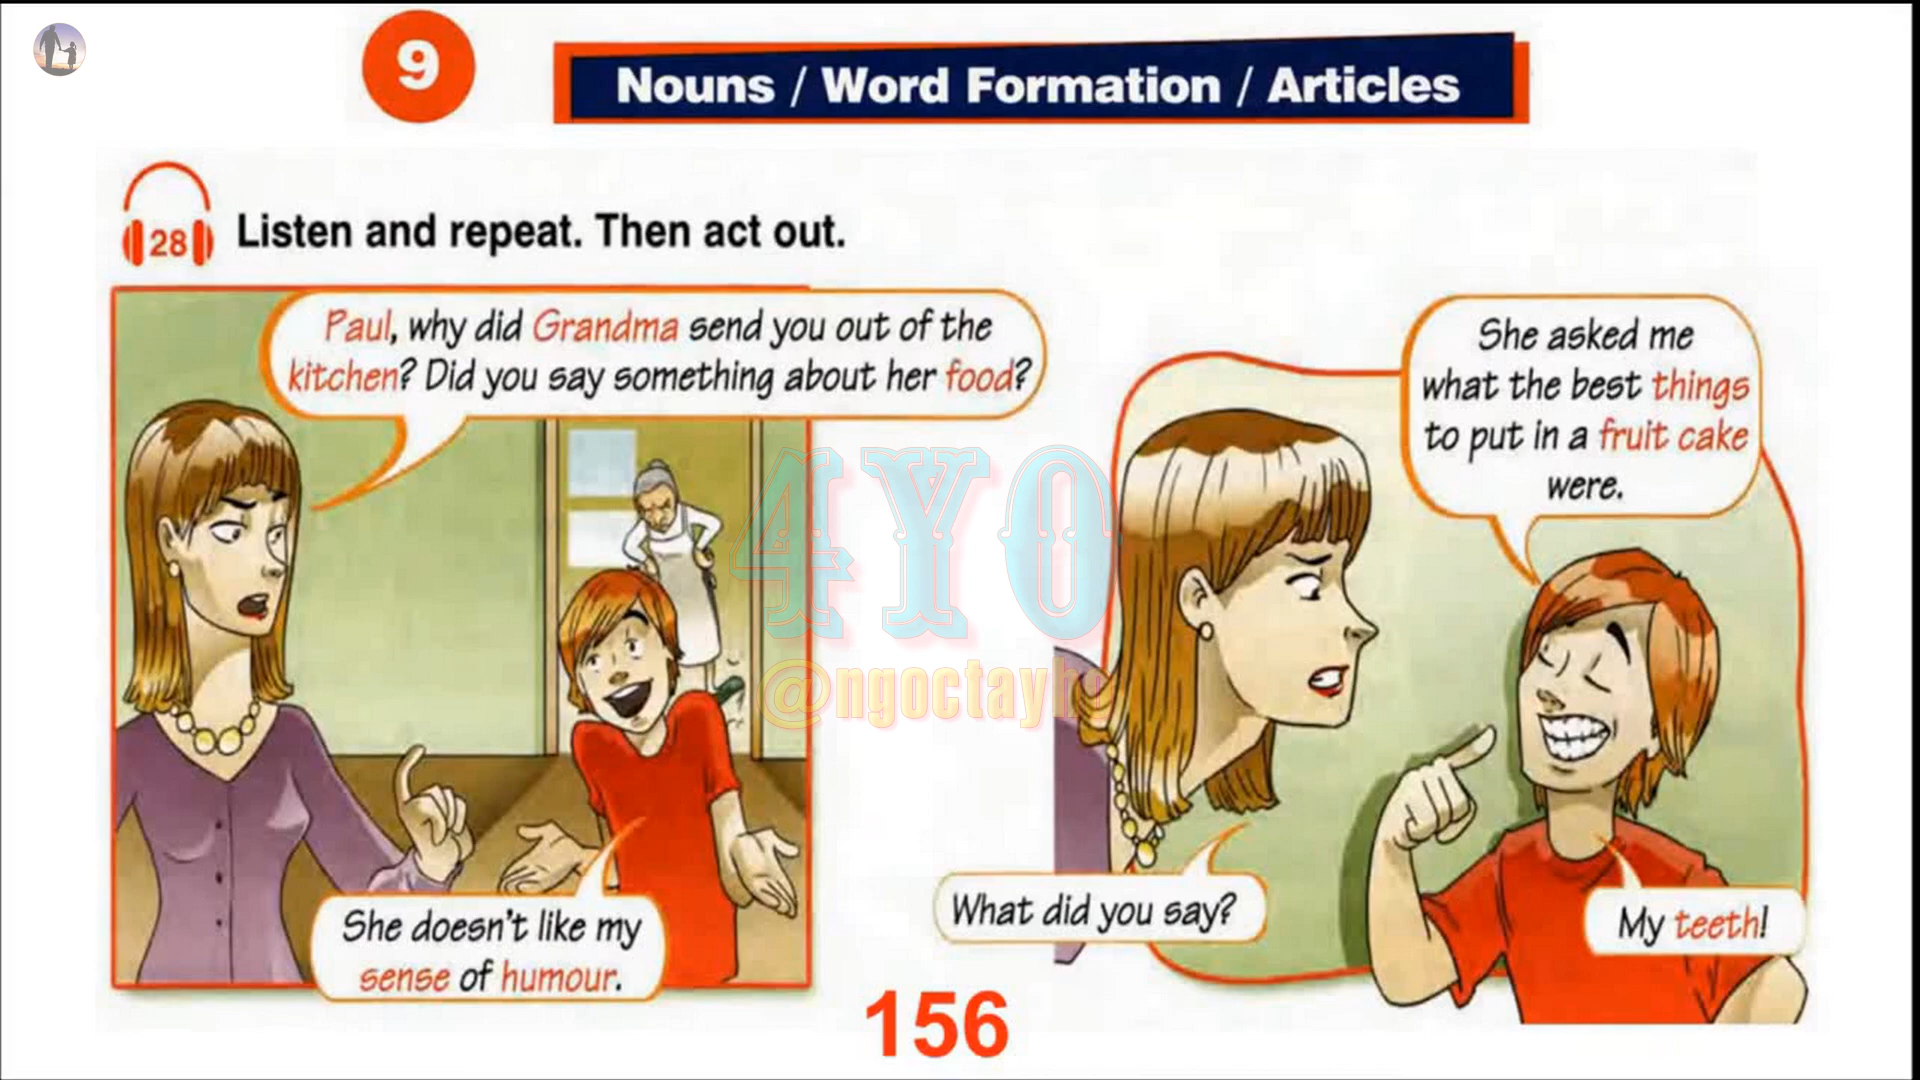 9
Nouns / Word Formation / Articles
28
Listen and repeat. Then act out.
Paul, why did Grandma send you out of the
kitchen? Did you say something about her food?
She doesn't like my
sense of humour.
She asked me
what the best things
to put in a fruit cake
were.
What did you say?
My teeth!
4YO
156